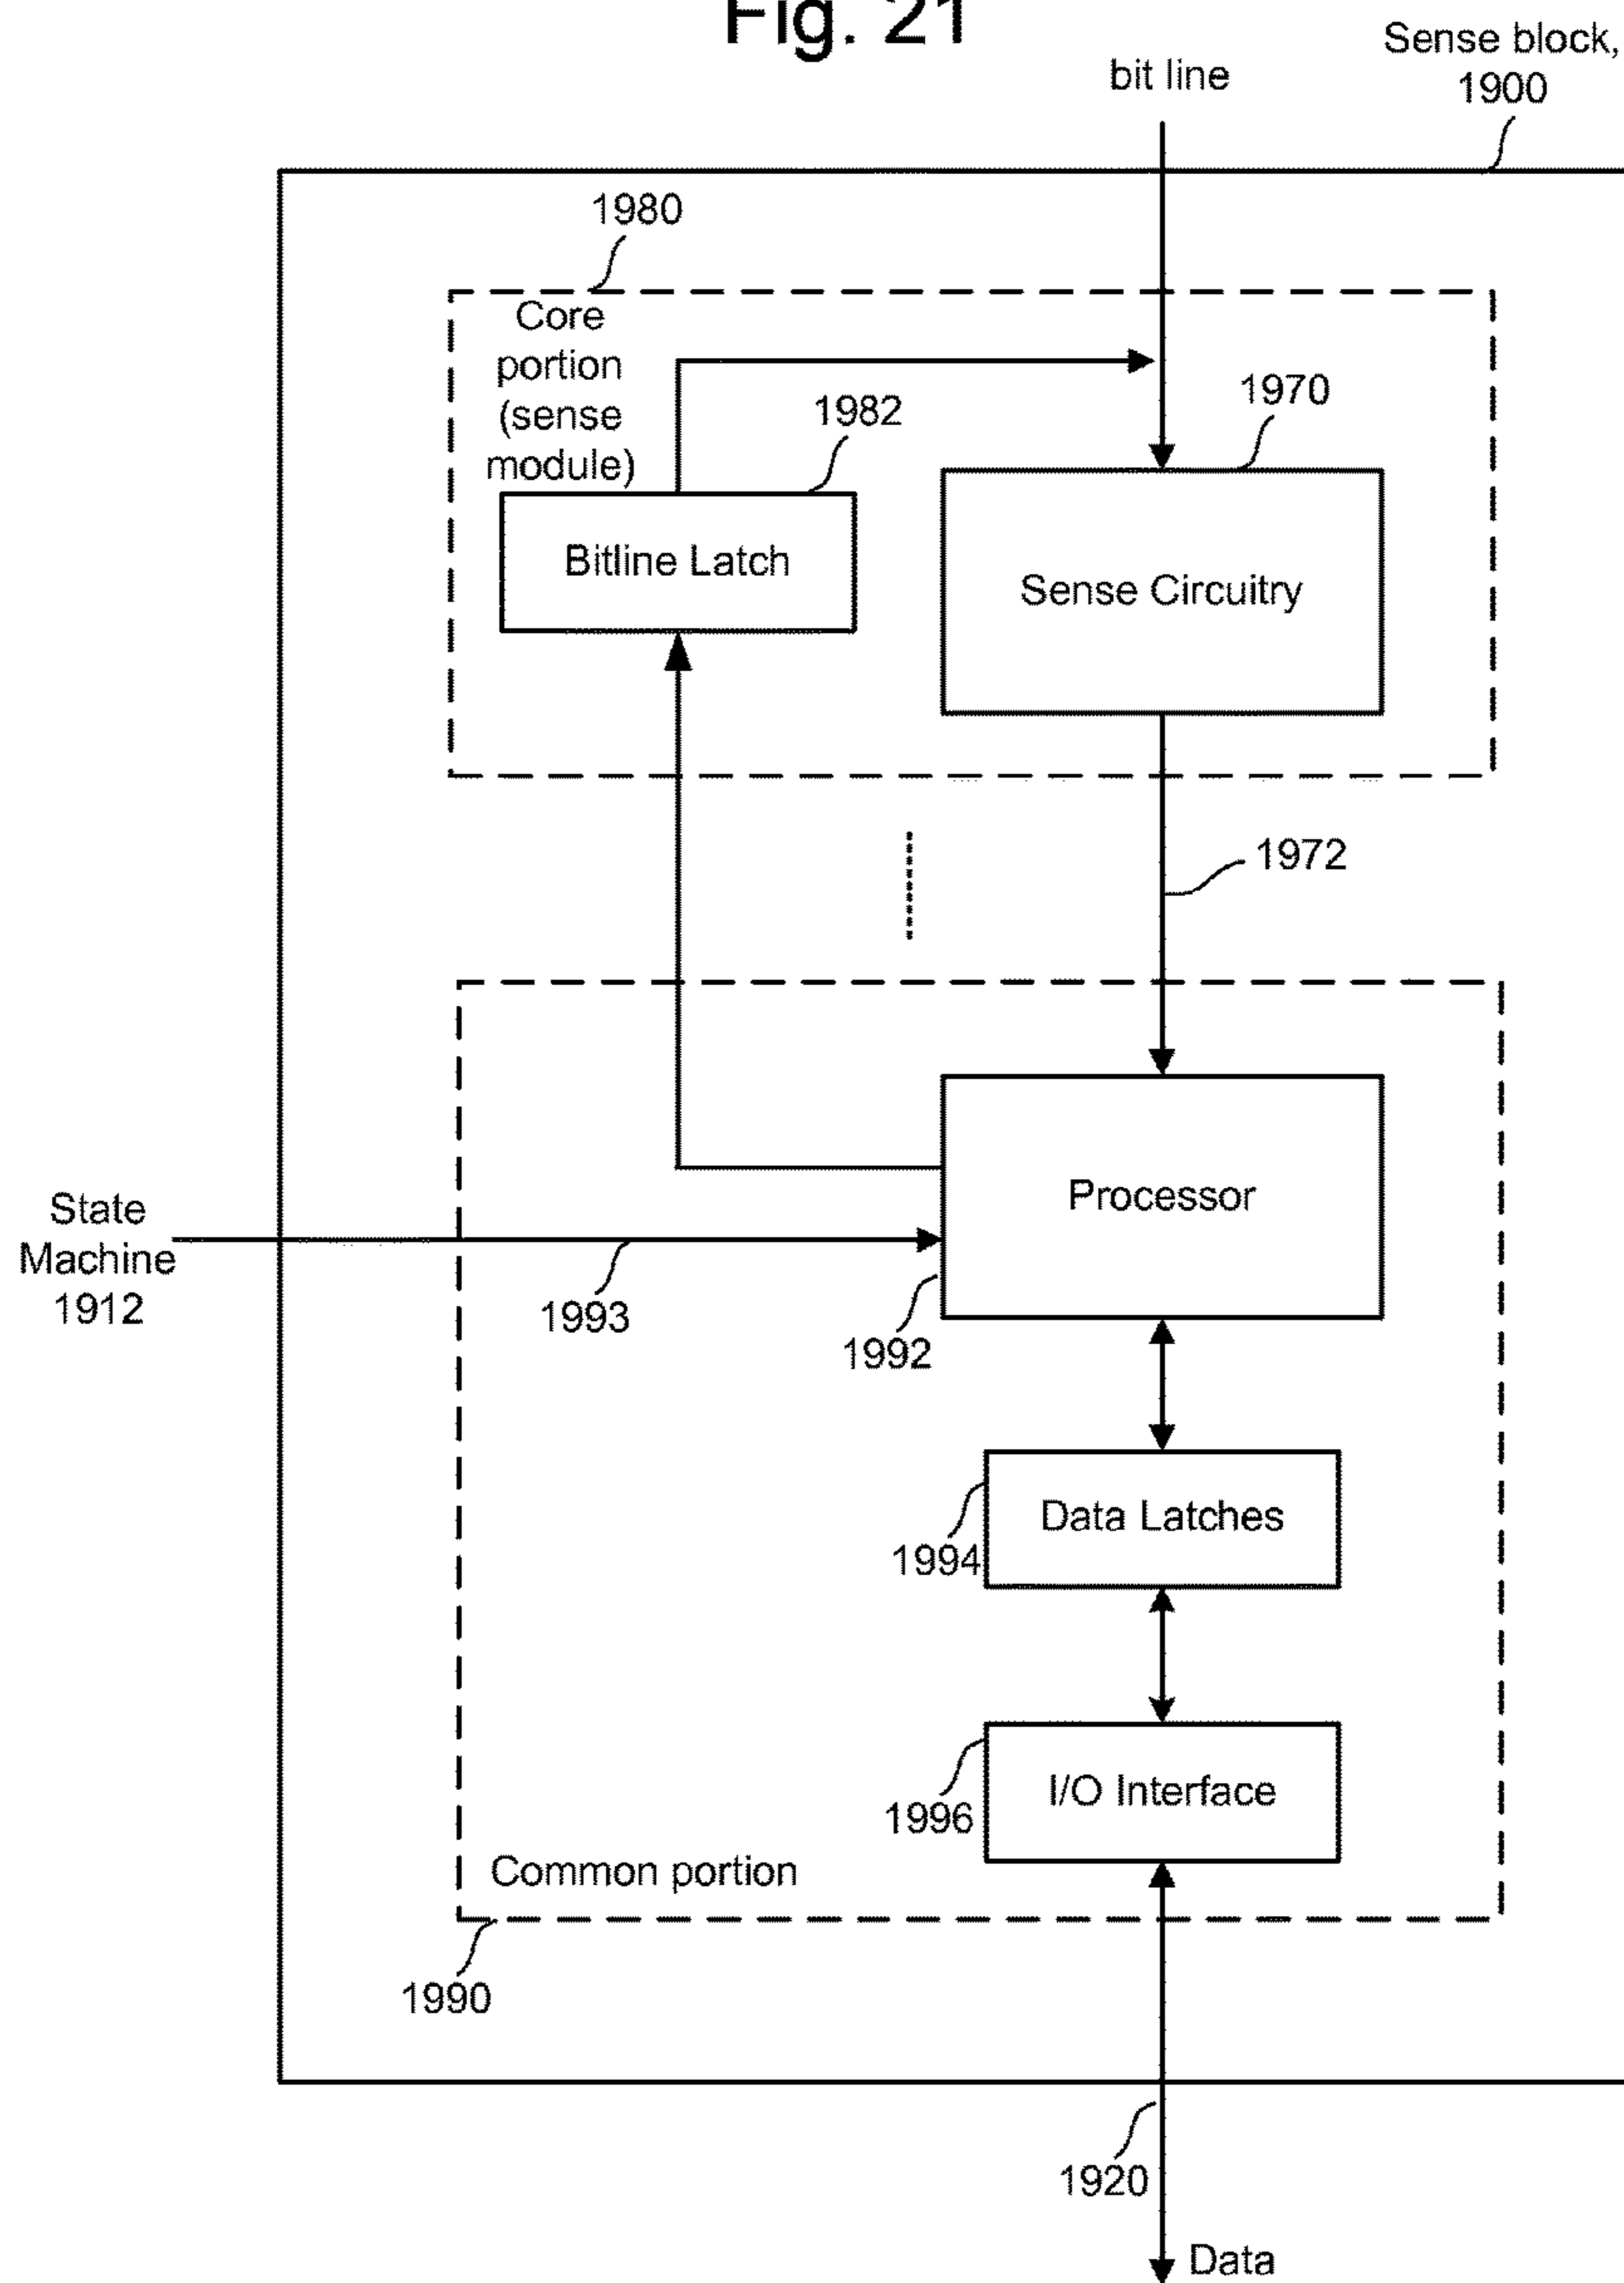 Fig. 21
Sense block,
1900
bit line
1980
Core
portion
(sense
module)
1982
1970
Bitline Latch
Sense Circuitry
1972
Processor
State
Machine
1912
1993
1992
Data Latches
1994
I/O Interface
1996
Common portion
1990
1920
Data